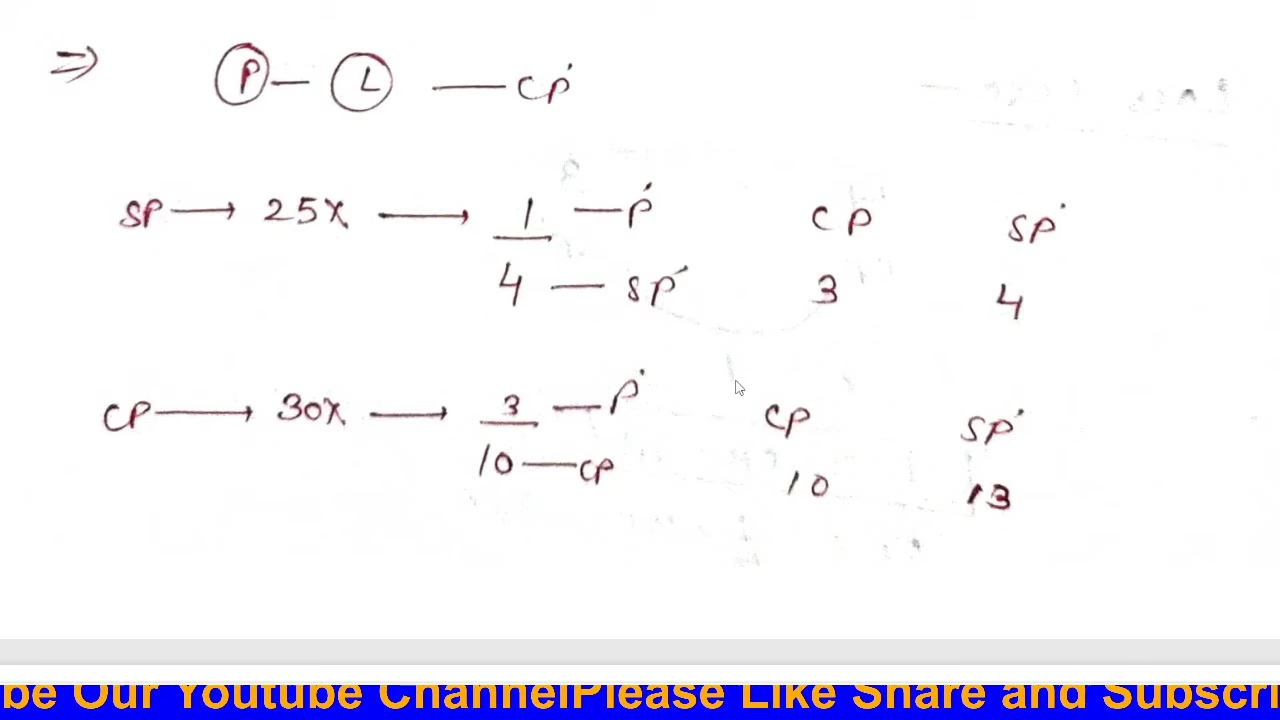 ⇒ P — L — CP
SP → 25% → 1 — P CP SP
4 — SP 3 4
CP → 30% → 3 — P CP SP
10 — CP 10 13
be Our Youtube ChannelPlease Like Share and Subscri